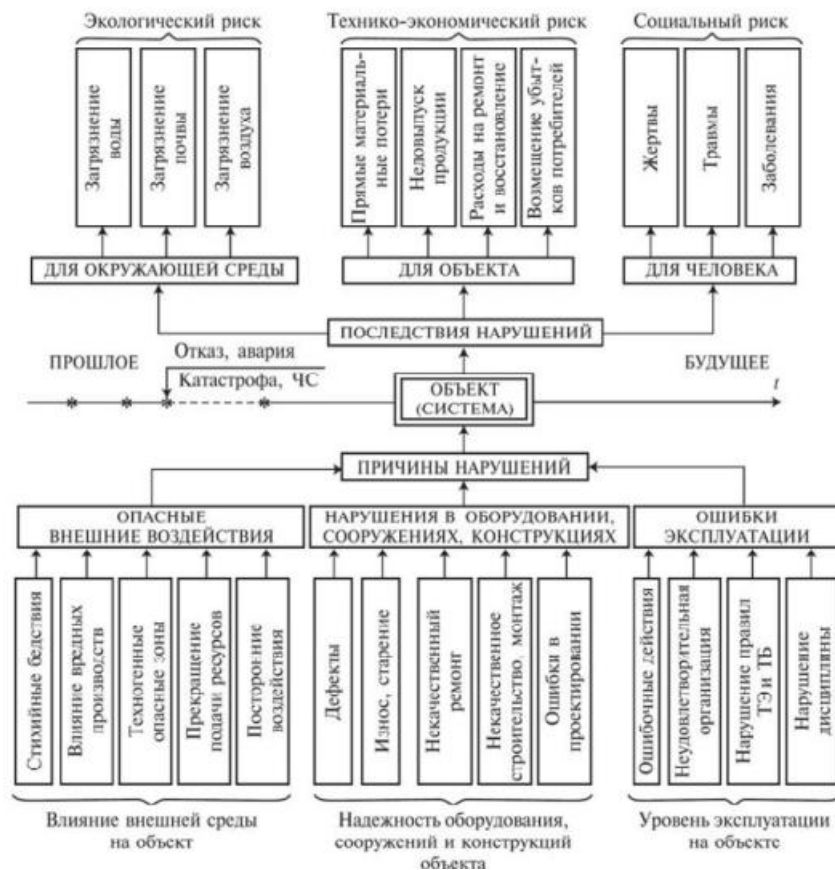 Экологический риск
Технико-экономический риск
Социальный риск
Загрязнение
воды
Загрязнение
почвы
Загрязнение
воздуха
Прямые материаль-
ные потери
Недовыпуск
продукции
Расходы на ремонт
и восстановление
Возмещение убыт-
ков потребителей
Жертвы
Травмы
Заболевания
ДЛЯ ОКРУЖАЮЩЕЙ СРЕДЫ
ДЛЯ ОБЪЕКТА
ДЛЯ ЧЕЛОВЕКА
ПОСЛЕДСТВИЯ НАРУШЕНИЙ
ПРОШЛОЕ
Отказ, авария
Катастрофа, ЧС
ОБЪЕКТ
(СИСТЕМА)
БУДУЩЕЕ
t
ПРИЧИНЫ НАРУШЕНИЙ
ОПАСНЫЕ
ВНЕШНИЕ ВОЗДЕЙСТВИЯ
НАРУШЕНИЯ В ОБОРУДОВАНИИ,
СООРУЖЕНИЯХ, КОНСТРУКЦИЯХ
ОШИБКИ
ЭКСПЛУАТАЦИИ
Стихийные бедствия
Влияние вредных
производств
Техногенные
опасные зоны
Прекращение
подачи ресурсов
Посторонние
воздействия
Дефекты
Износ, старение
Некачественный
ремонт
Некачественное
строительство, монтаж
Ошибки в
проектировании
Ошибочные действия
Неудовлетворительная
организация
Нарушение правил
ТЭ и ТБ
Нарушение
дисциплины
Влияние внешней среды
на объект
Надежность оборудования,
сооружений и конструкций
объекта
Уровень эксплуатации
на объекте